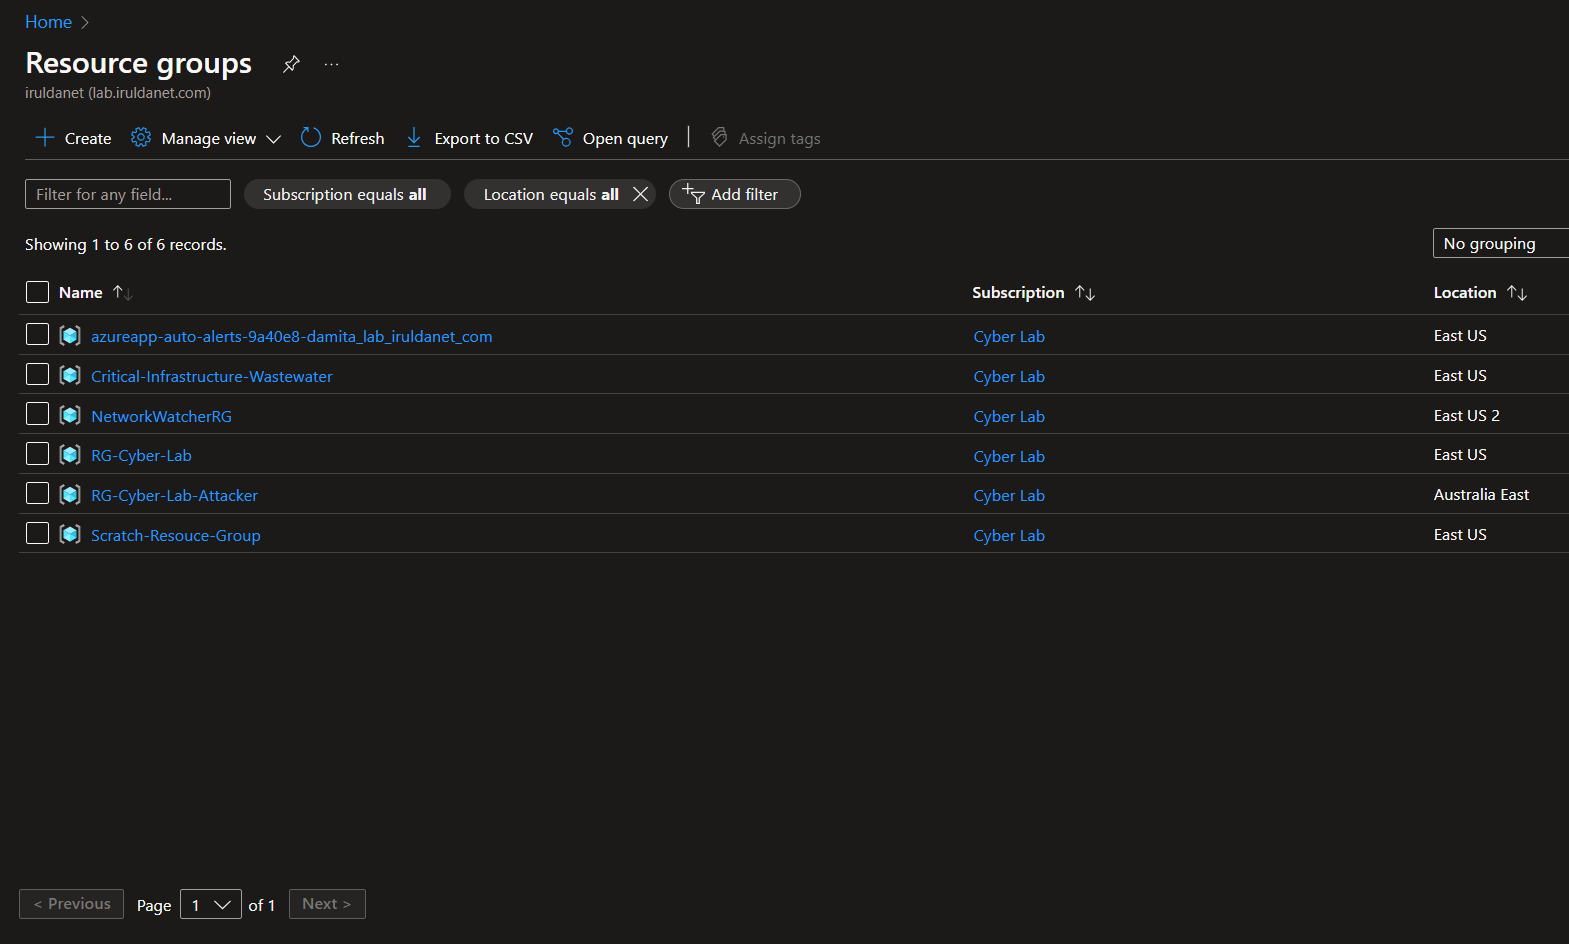 Home
Resource groups
iruldanet (lab.iruldanet.com)
Create Manage view Refresh Export to CSV Open query Assign tags
Filter for any field... Subscription equals all Location equals all Add filter
Showing 1 to 6 of 6 records. No grouping
Name Subscription Location
azureapp-auto-alerts-9a40e8-damita_lab_iruldanet_com Cyber Lab East US
Critical-Infrastructure-Wastewater Cyber Lab East US
NetworkWatcherRG Cyber Lab East US 2
RG-Cyber-Lab Cyber Lab East US
RG-Cyber-Lab-Attacker Cyber Lab Australia East
Scratch-Resouce-Group Cyber Lab East US
< Previous Page 1 of 1 Next >